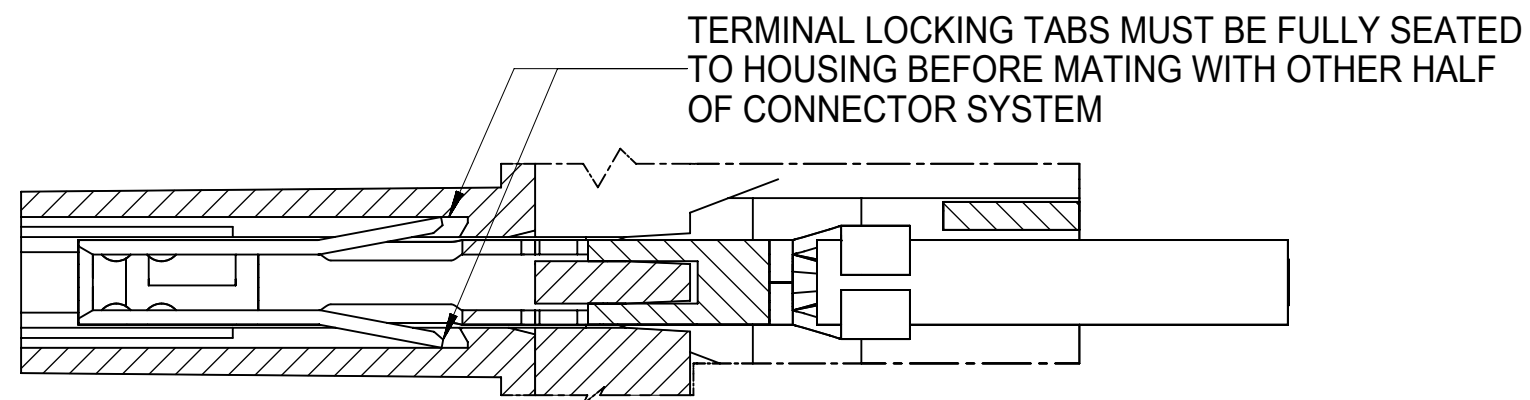 TERMINAL LOCKING TABS MUST BE FULLY SEATED
TO HOUSING BEFORE MATING WITH OTHER HALF
OF CONNECTOR SYSTEM